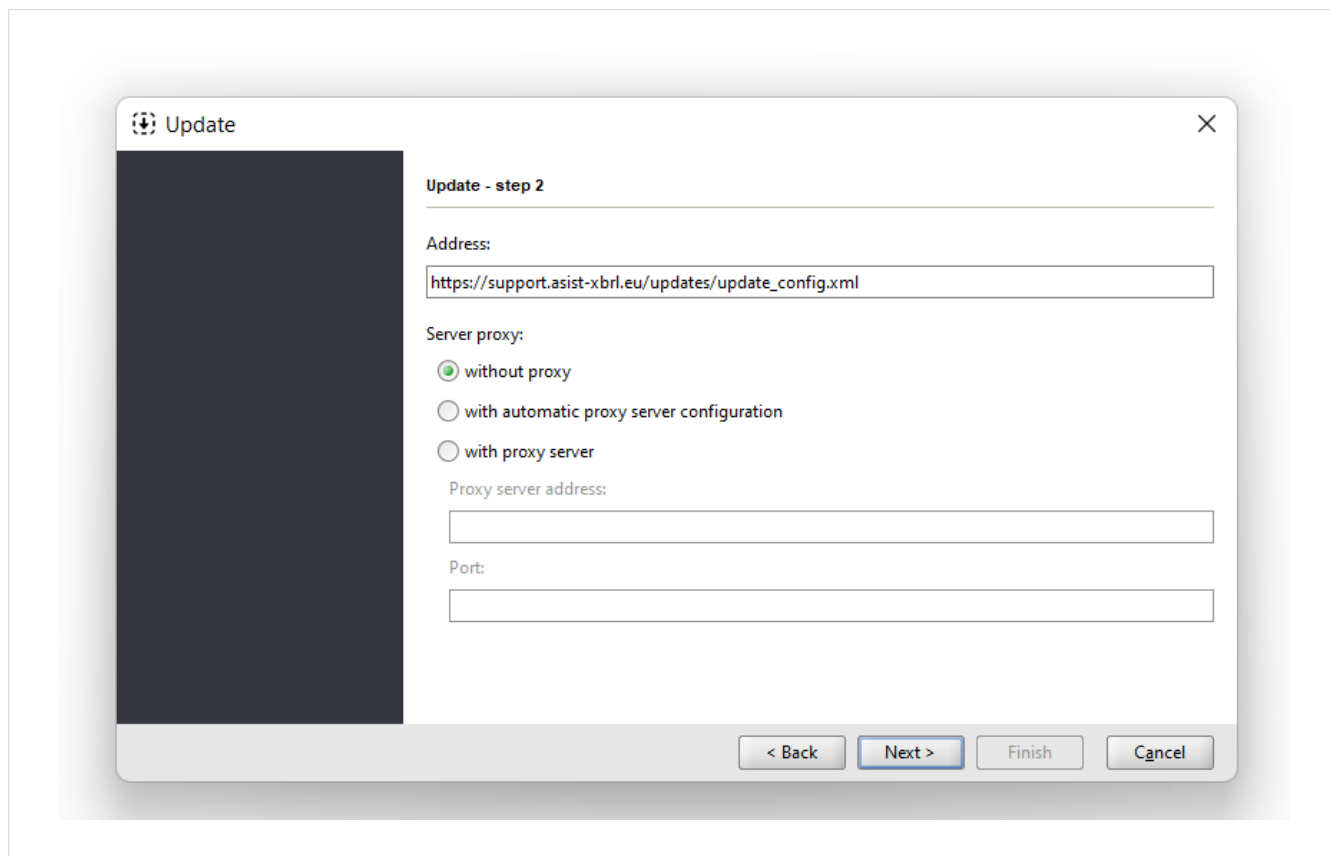 Update
Update - step 2
Address:
https://support.asist-xbrl.eu/updates/update_config.xml
Server proxy:
without proxy
with automatic proxy server configuration
with proxy server
Proxy server address:
Port:
< Back Next > Finish Cancel